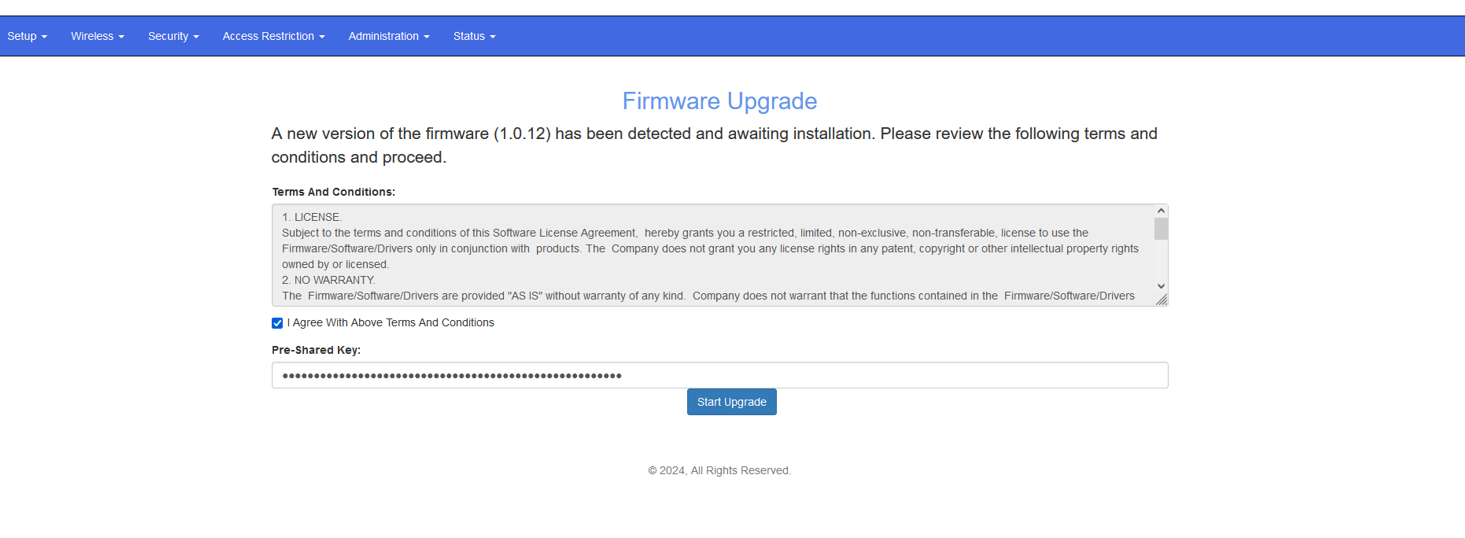 Setup Wireless Security Access Restriction Administration Status
Firmware Upgrade
A new version of the firmware (1.0.12) has been detected and awaiting installation. Please review the following terms and
conditions and proceed.
Terms And Conditions:
1. LICENSE.
Subject to the terms and conditions of this Software License Agreement,  hereby grants you a restricted, limited, non-exclusive, non-transferable, license to use the
Firmware/Software/Drivers only in conjunction with  products. The  Company does not grant you any license rights in any patent, copyright or other intellectual property rights
owned by or licensed.
2. NO WARRANTY.
The  Firmware/Software/Drivers are provided "AS IS" without warranty of any kind.  Company does not warrant that the functions contained in the  Firmware/Software/Drivers
I Agree With Above Terms And Conditions
Pre-Shared Key:
Start Upgrade
© 2024, All Rights Reserved.